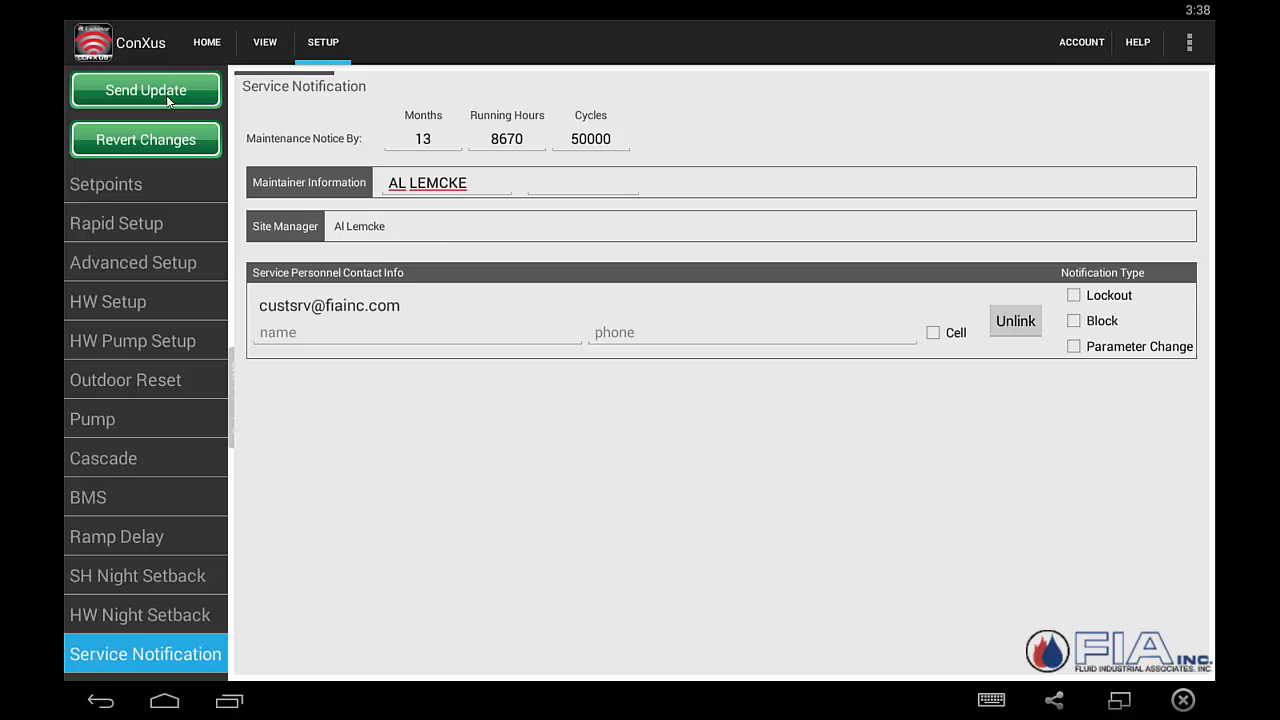 3:38
ConXus
HOME
VIEW
SETUP
ACCOUNT
HELP
Send Update
Revert Changes
Setpoints
Rapid Setup
Advanced Setup
HW Setup
HW Pump Setup
Outdoor Reset
Pump
Cascade
BMS
Ramp Delay
SH Night Setback
HW Night Setback
Service Notification
Service Notification
Months Running Hours Cycles
Maintenance Notice By: 13 8670 50000
Maintainer Information AL LEMCKE
Site Manager Al Lemcke
Service Personnel Contact Info Notification Type
custsrv@fiainc.com
name phone Cell Unlink
Lockout
Block
Parameter Change
FIA INC.
FLUID INDUSTRIAL ASSOCIATES, INC.